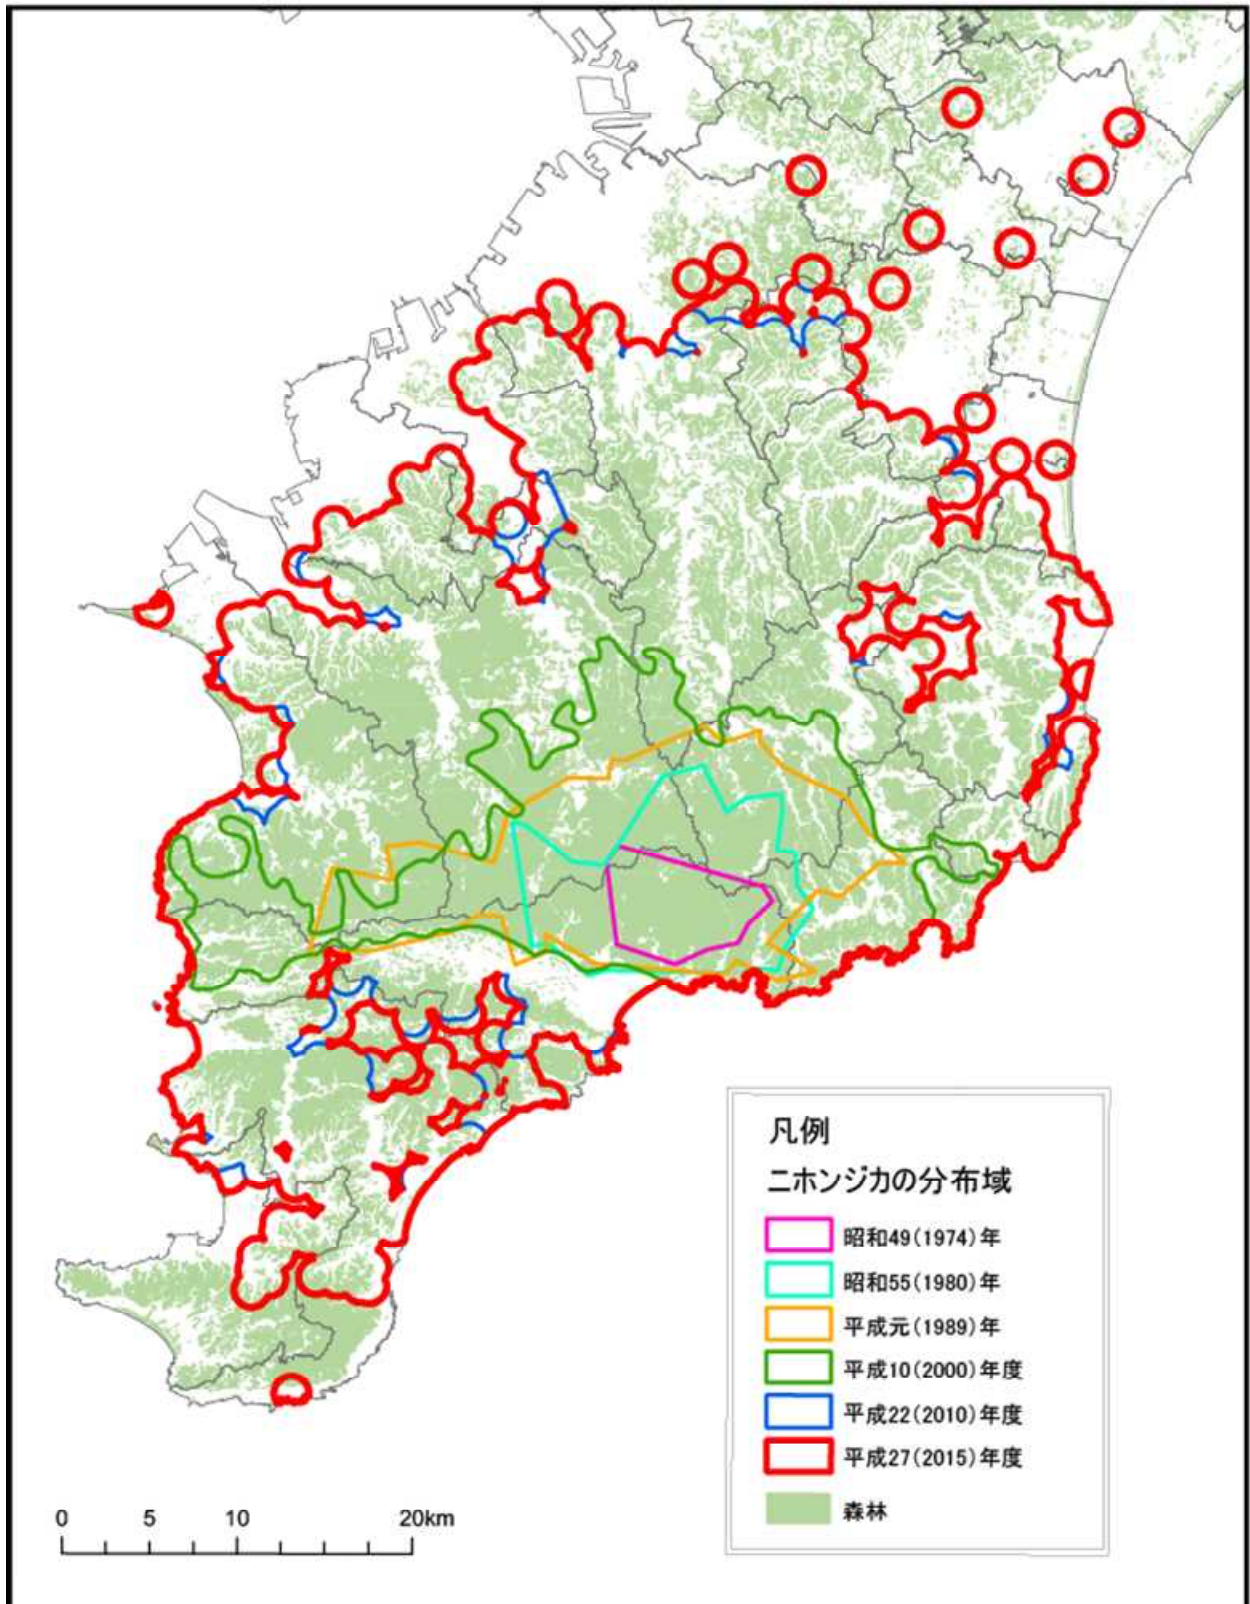 凡例
ニホンジカの分布域
昭和49(1974)年
昭和55(1980)年
平成元(1989)年
平成10(2000)年度
平成22(2010)年度
平成27(2015)年度
森林
0 5 10 20km